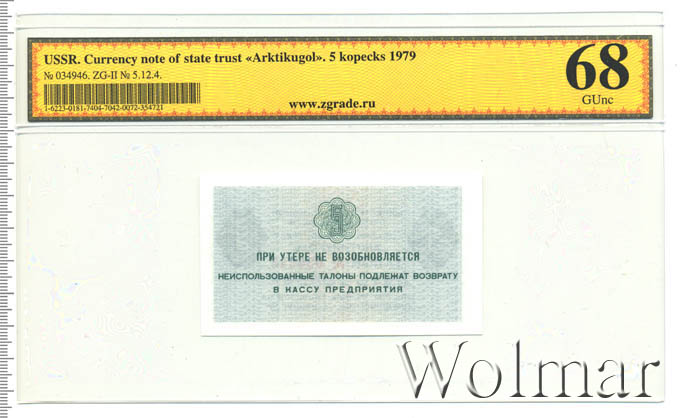 USSR. Currency note of state trust «Arktikugol». 5 kopecks 1979
№ 034946. ZG-II № 5.12.4.
1-6223-0181-7404-7042-0072-354721
www.zgrade.ru
68
GUnc
5
ПРИ УТЕРЕ НЕ ВОЗОБНОВЛЯЕТСЯ
НЕИСПОЛЬЗОВАННЫЕ ТАЛОНЫ ПОДЛЕЖАТ ВОЗВРАТУ
В КАССУ ПРЕДПРИЯТИЯ
Wolmar